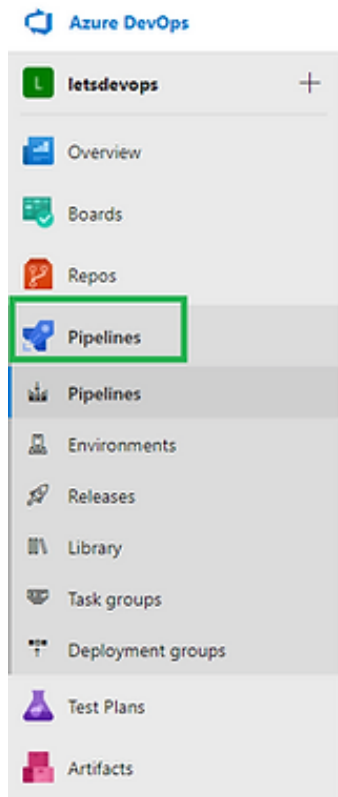 Azure DevOps
L letsdevops +
Overview
Boards
Repos
Pipelines
Pipelines
Environments
Releases
Library
Task groups
Deployment groups
Test Plans
Artifacts